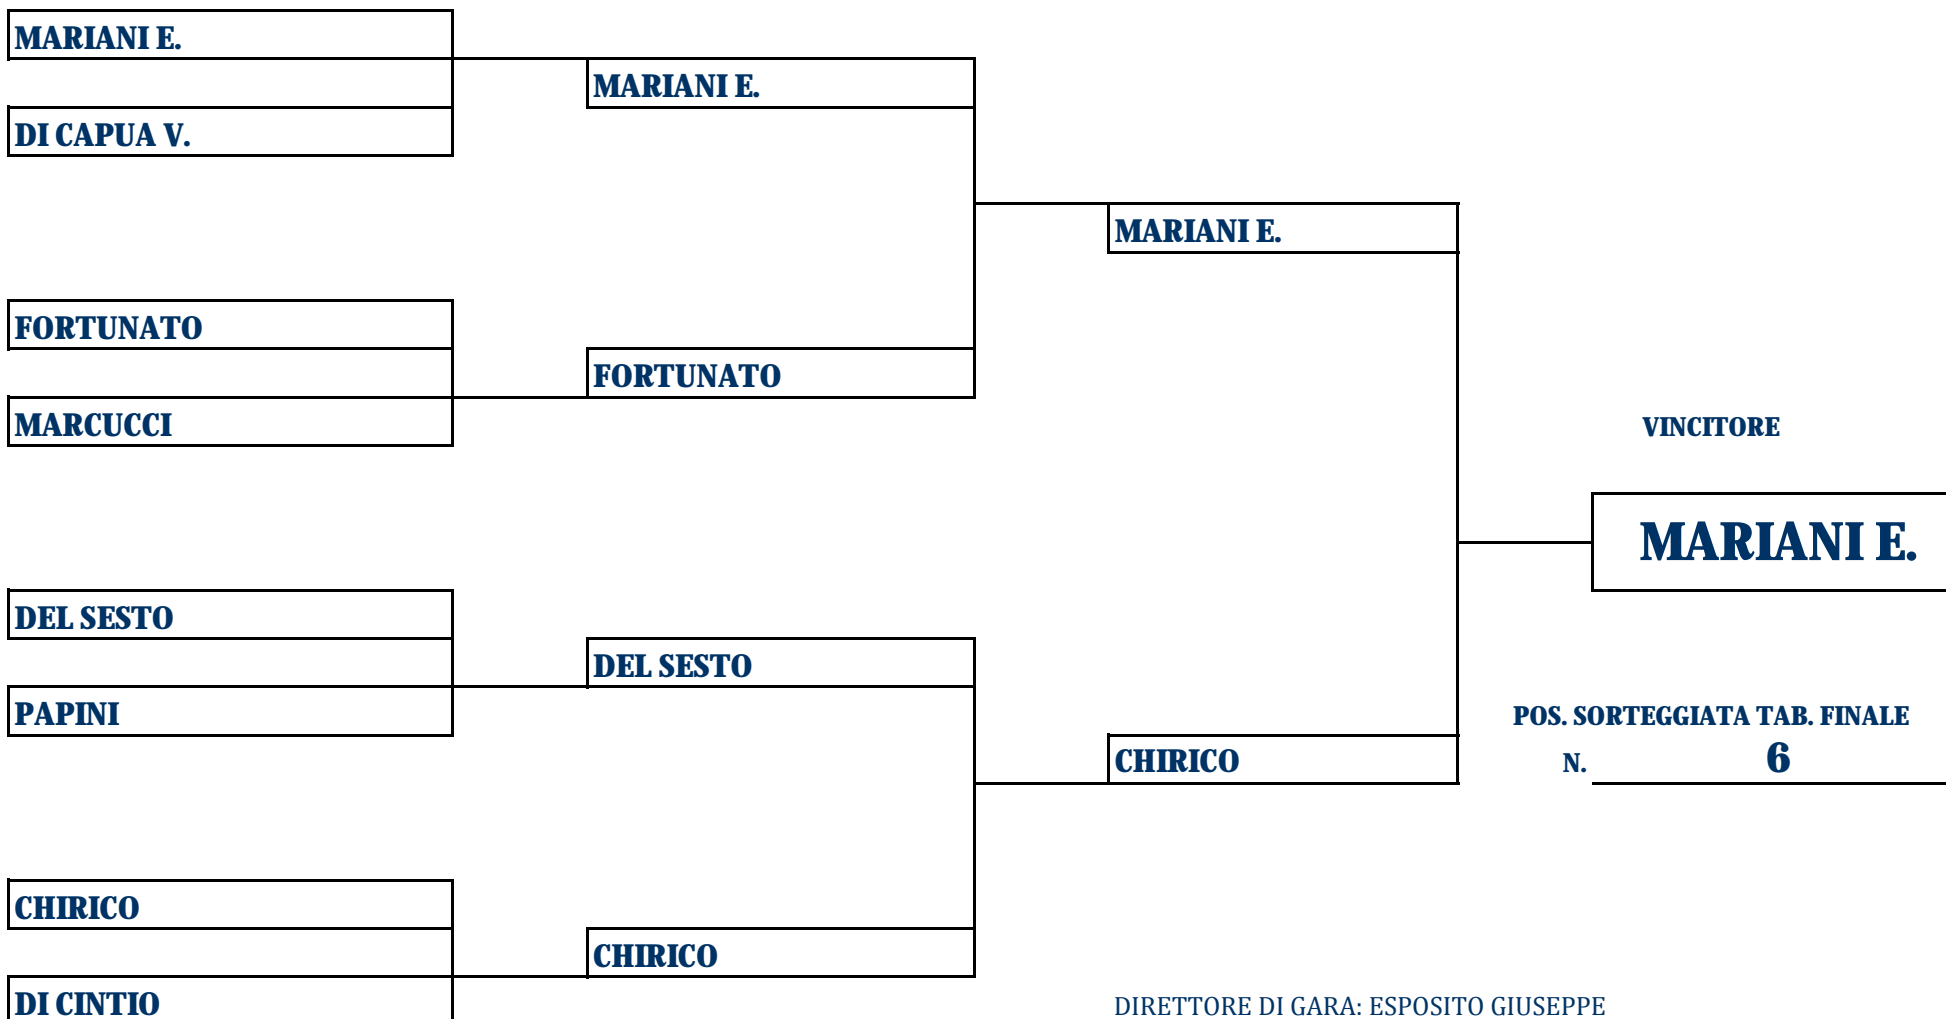 MARIANI E.
DI CAPUA V.
FORTUNATO
MARCUCCI
DEL SESTO
PAPINI
CHIRICO
DI CINTIO
MARIANI E.
FORTUNATO
DEL SESTO
CHIRICO
MARIANI E.
CHIRICO
VINCITORE
MARIANI E.
POS. SORTEGGIATA TAB. FINALE
N. 6
DIRETTORE DI GARA: ESPOSITO GIUSEPPE